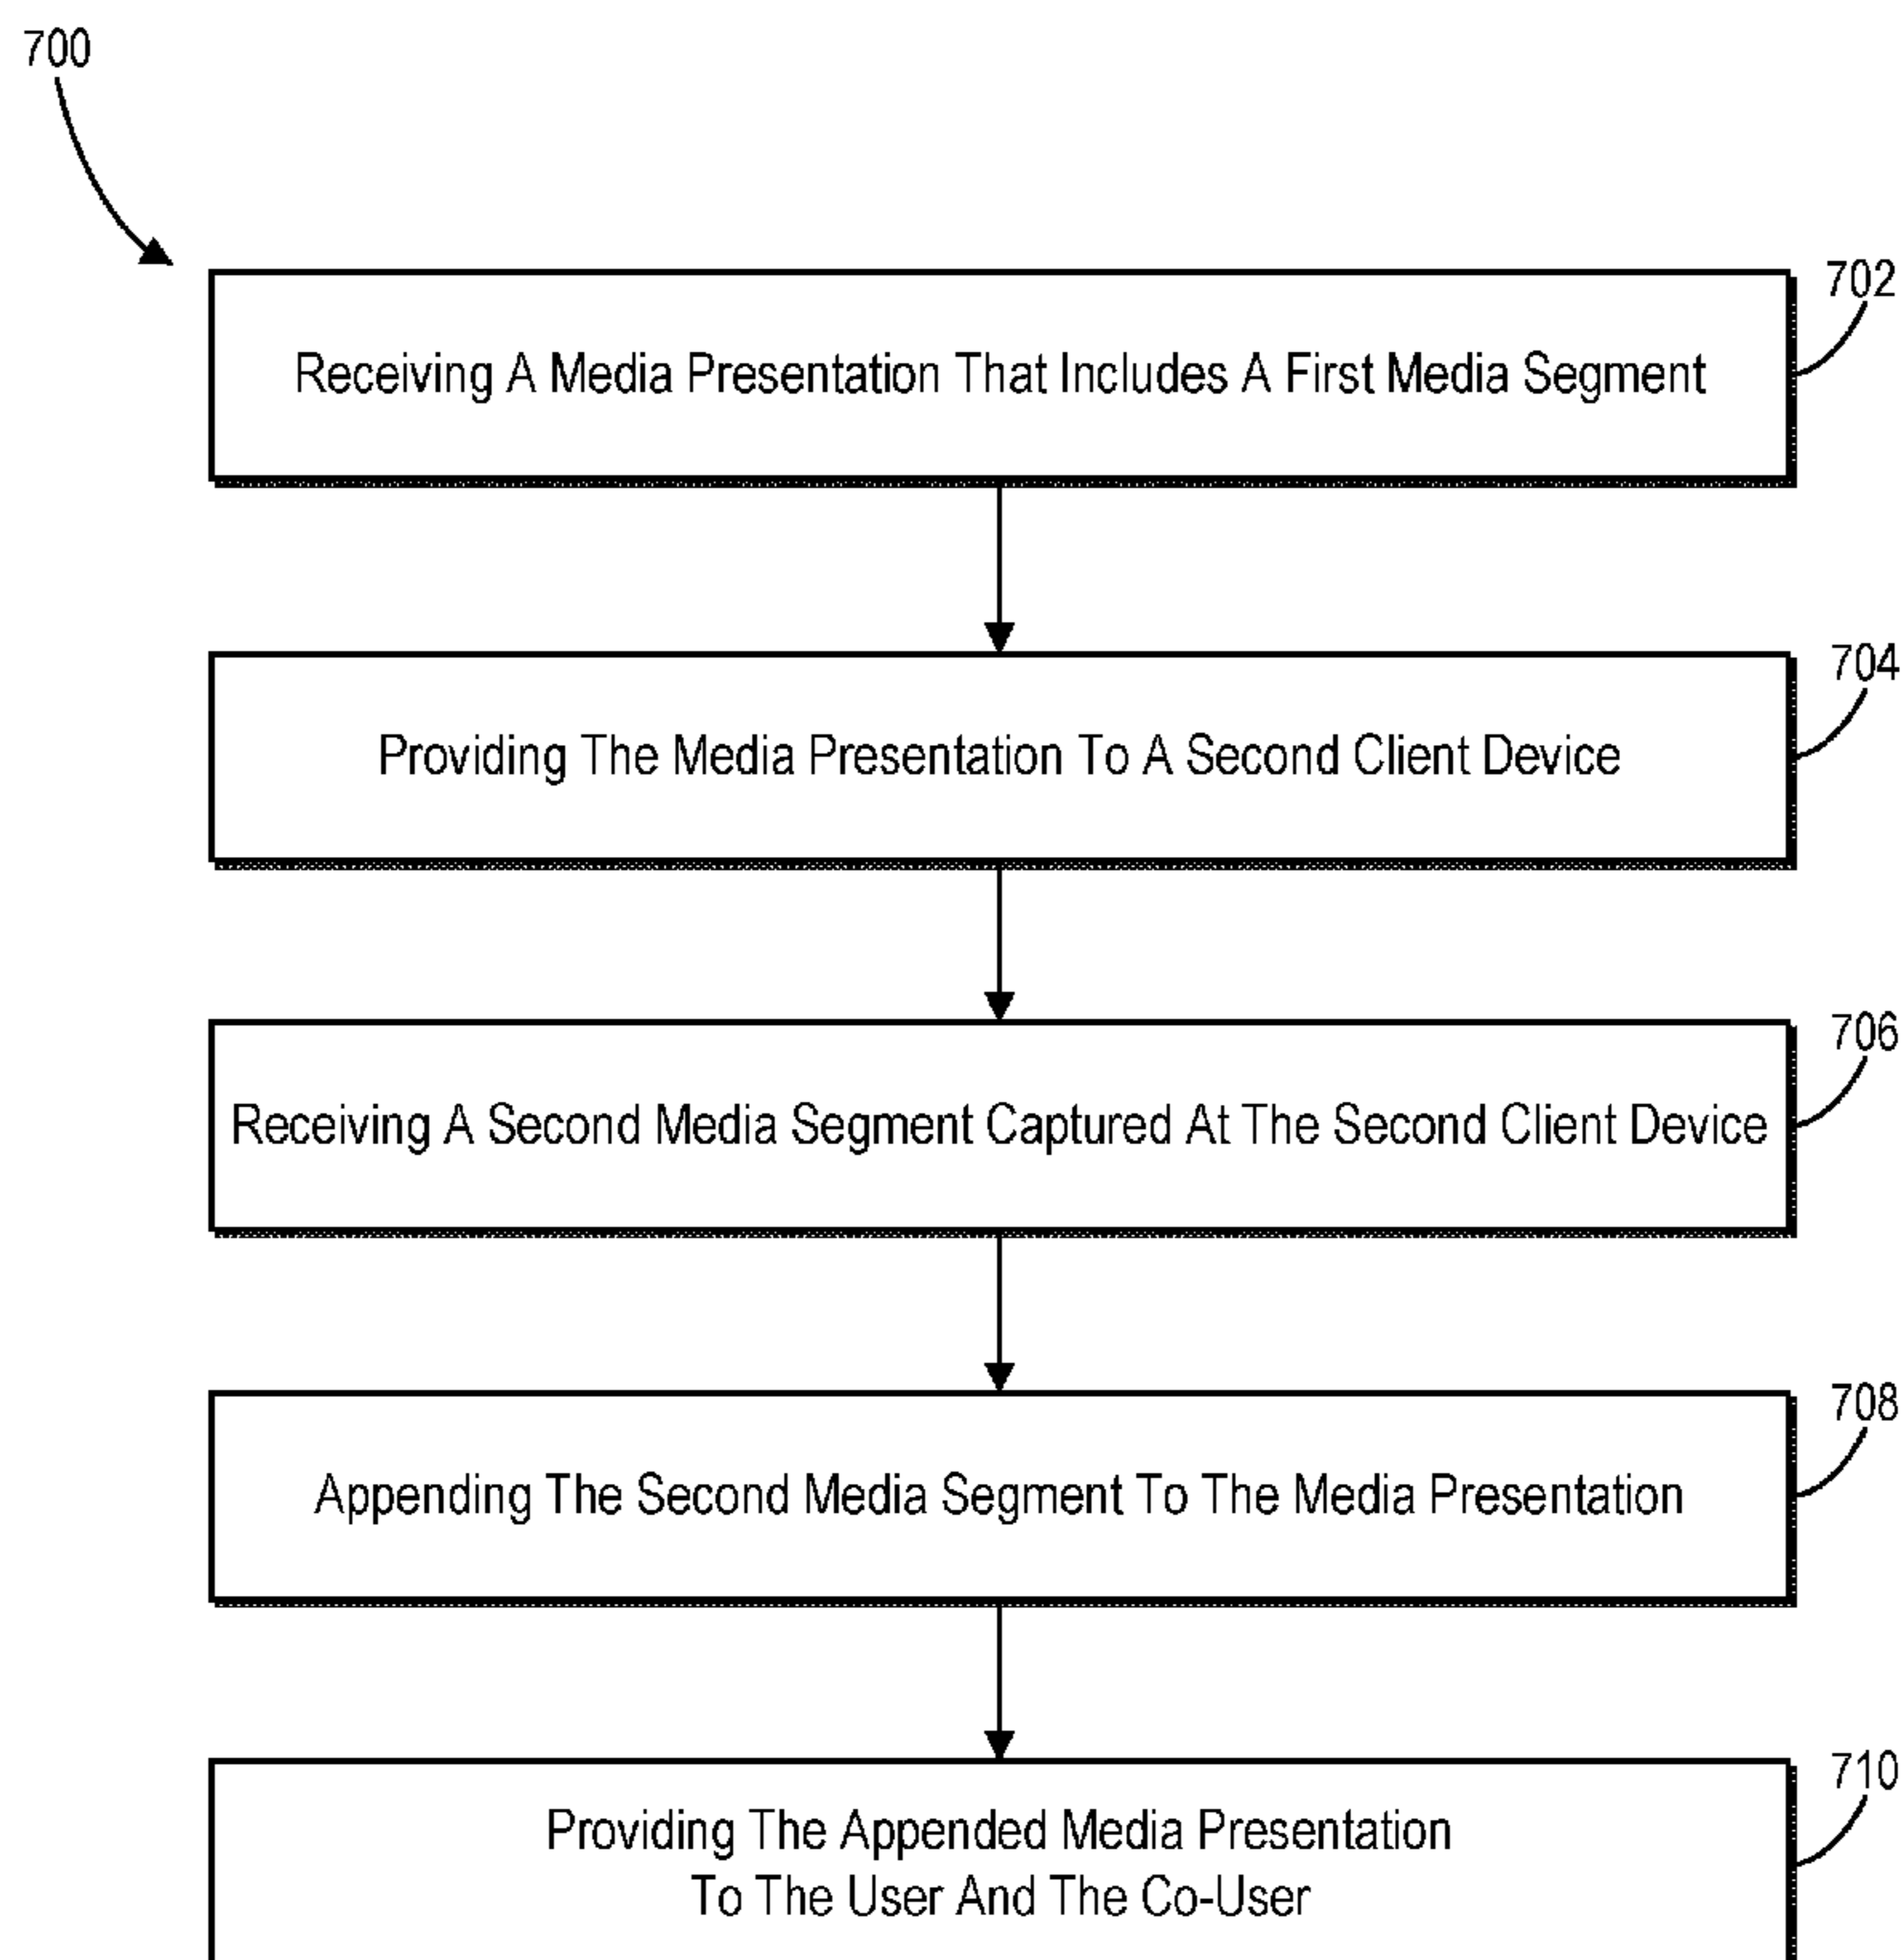 700
702
Receiving A Media Presentation That Includes A First Media Segment
704
Providing The Media Presentation To A Second Client Device
706
Receiving A Second Media Segment Captured At The Second Client Device
708
Appending The Second Media Segment To The Media Presentation
710
Providing The Appended Media Presentation
To The User And The Co-User